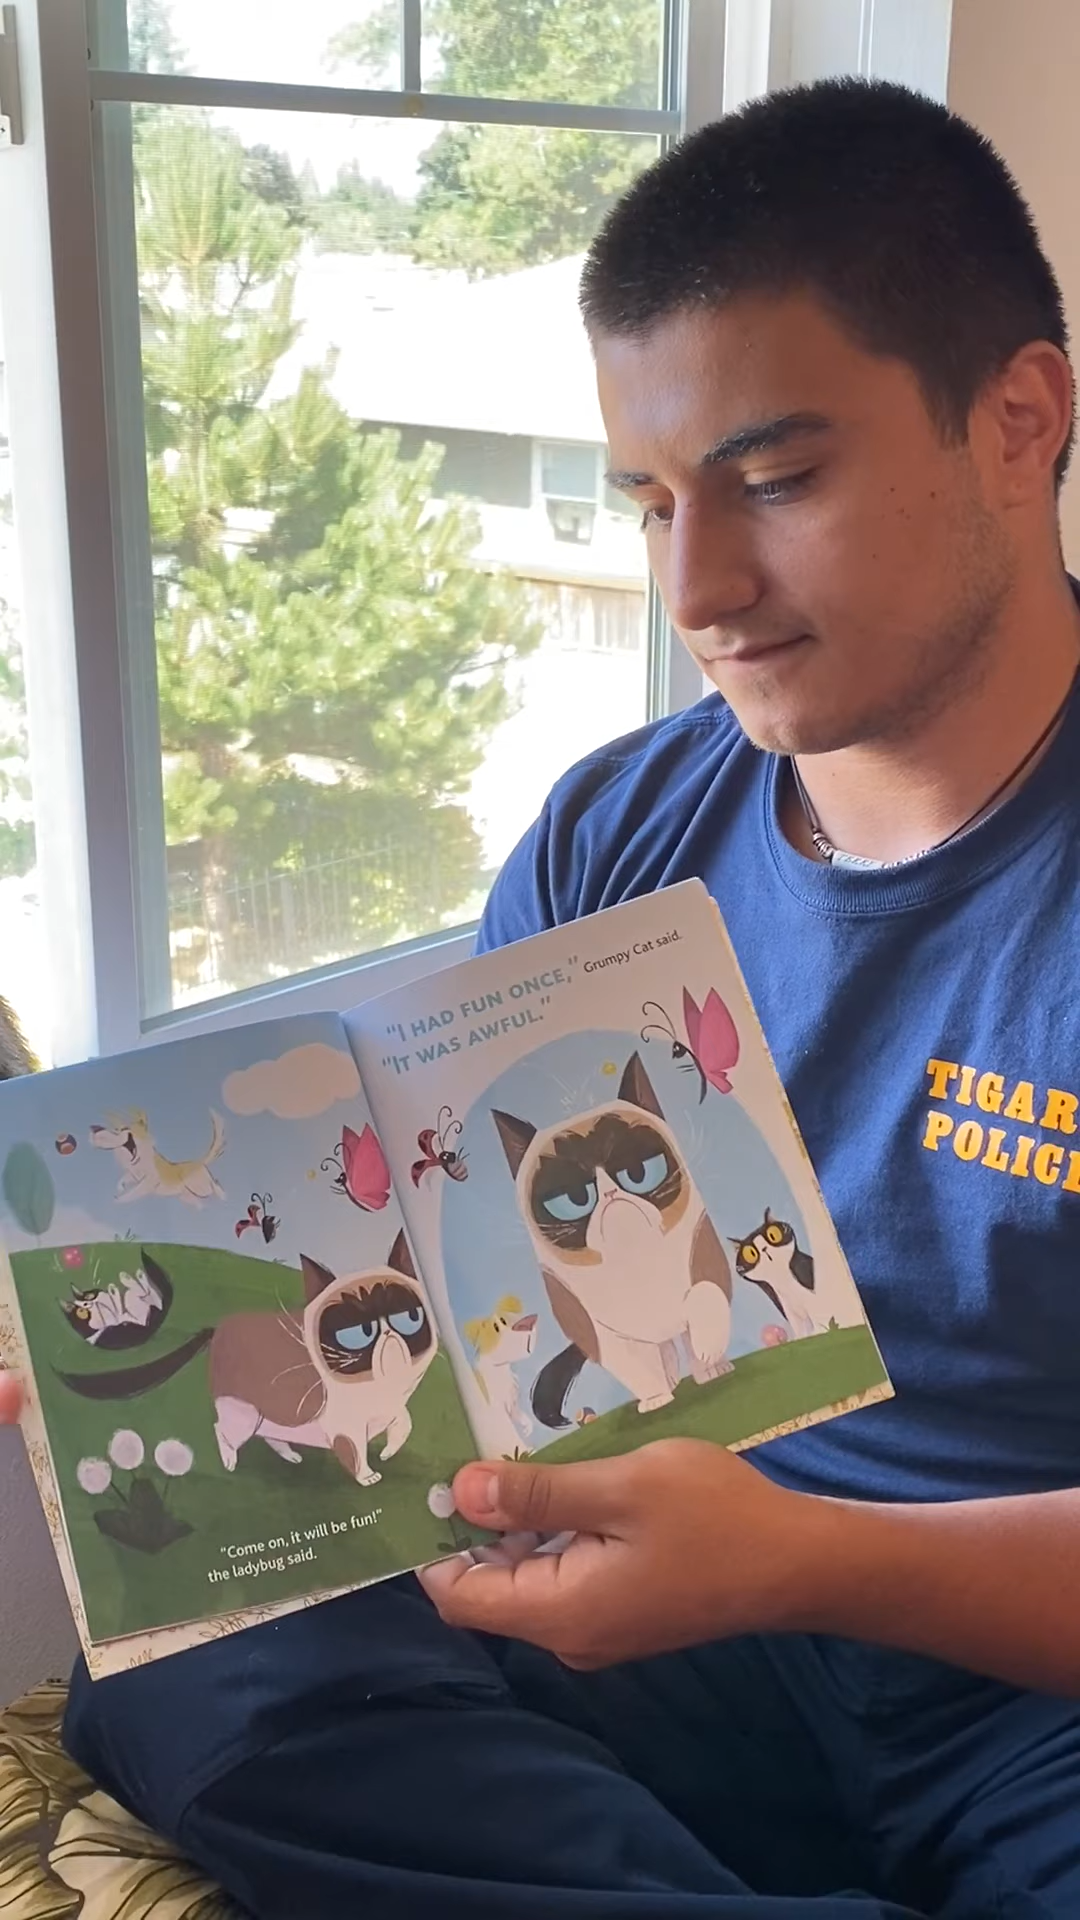 "Come on, it will be fun!"
the ladybug said.
"I HAD FUN ONCE," Grumpy Cat said.
"IT WAS AWFUL."
TIGAR
POLICE